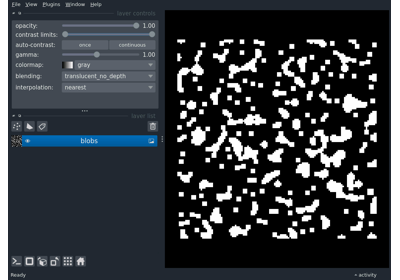 File View Plugins Window Help
layer controls
opacity: 1.00
contrast limits:
auto-contrast: once continuous
gamma: 1.00
colormap: gray
blending: translucent_no_depth
interpolation: nearest
layer list
blobs
Ready activity